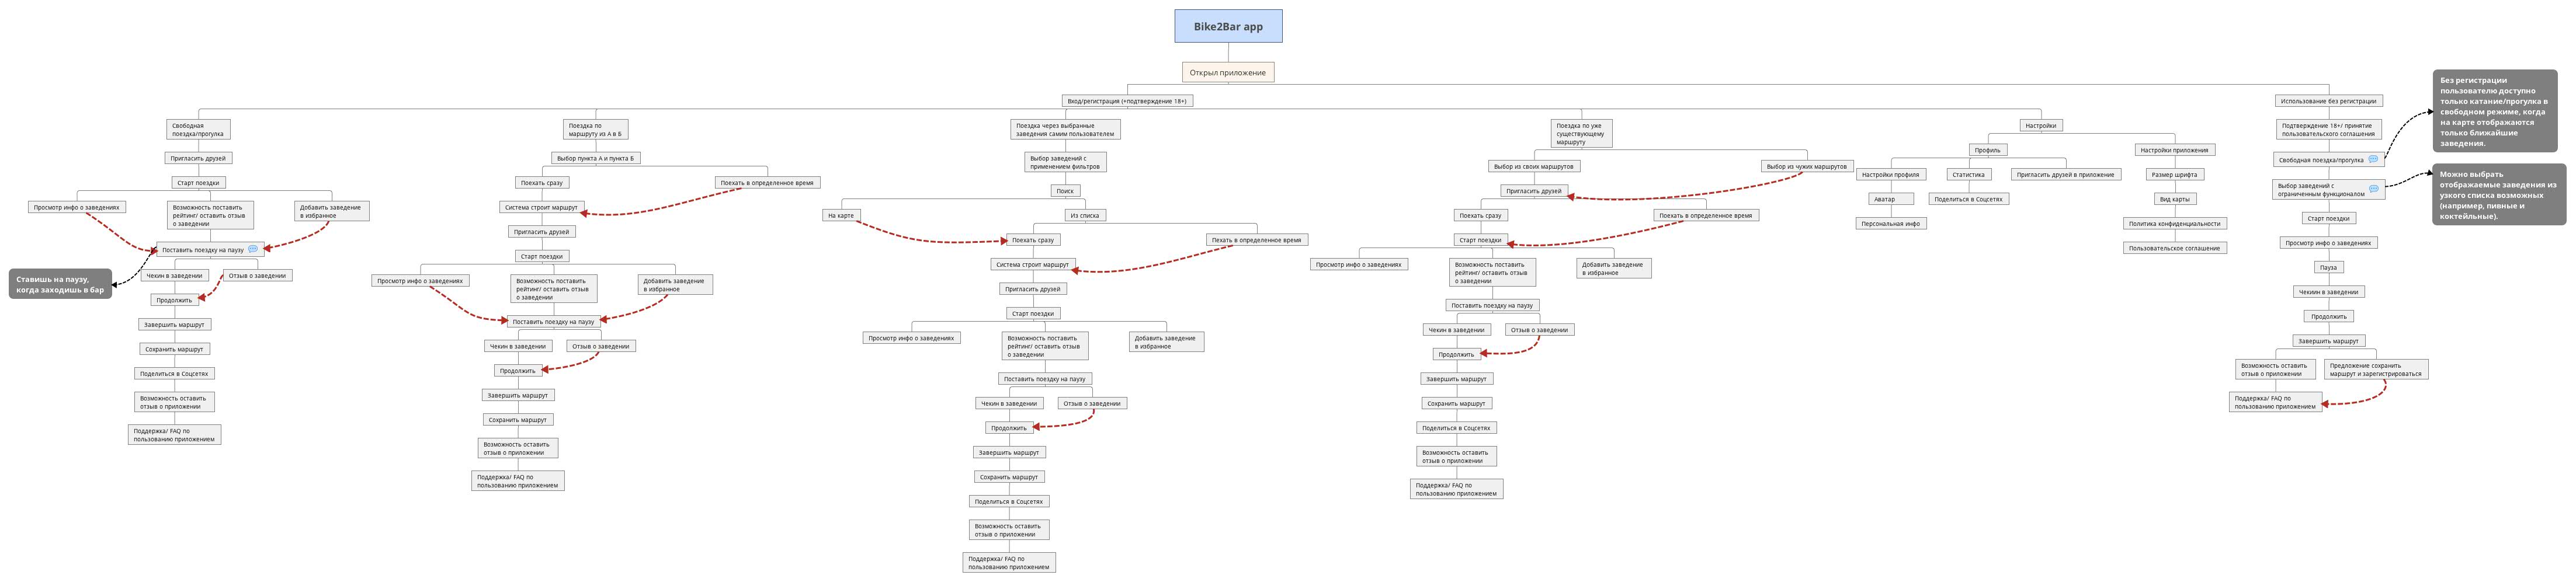 Bike2Bar app
Открыл приложение
Вход/регистрация (+подтверждение 18+)
Свободная
поездка/прогулка
Пригласить друзей
Старт поездки
Просмотр инфо о заведениях
Возможность поставить
рейтинг/ оставить отзыв
о заведении
Добавить заведение
в избранное
Поставить поездку на паузу
Ставишь на паузу,
когда заходишь в бар
Чекин в заведении
Отзыв о заведении
Продолжить
Завершить маршрут
Сохранить маршрут
Поделиться в Соцсетях
Возможность оставить
отзыв о приложении
Поддержка/ FAQ по
пользованию приложением
Поездка по
маршруту из А в Б
Выбор пункта А и пункта Б
Поехать сразу
Поехать в определенное время
Система строит маршрут
Пригласить друзей
Старт поездки
Просмотр инфо о заведениях
Возможность поставить
рейтинг/ оставить отзыв
о заведении
Добавить заведение
в избранное
Поставить поездку на паузу
Чекин в заведении
Отзыв о заведении
Продолжить
Завершить маршрут
Сохранить маршрут
Возможность оставить
отзыв о приложении
Поддержка/ FAQ по
пользованию приложением
Поездка через выбранные
заведения самим пользователем
Выбор заведений с
применением фильтров
Поиск
На карте
Из списка
Поехать сразу
Пехать в определенное время
Система строит маршрут
Пригласить друзей
Старт поездки
Просмотр инфо о заведениях
Возможность поставить
рейтинг/ оставить отзыв
о заведении
Добавить заведение
в избранное
Поставить поездку на паузу
Чекин в заведении
Отзыв о заведении
Продолжить
Завершить маршрут
Сохранить маршрут
Поделиться в Соцсетях
Возможность оставить
отзыв о приложении
Поддержка/ FAQ по
пользованию приложением
Поездка по уже
существующему
маршруту
Выбор из своих маршрутов
Выбор из чужих маршрутов
Пригласить друзей
Поехать сразу
Поехать в определенное время
Старт поездки
Просмотр инфо о заведениях
Возможность поставить
рейтинг/ оставить отзыв
о заведении
Добавить заведение
в избранное
Поставить поездку на паузу
Чекин в заведении
Отзыв о заведении
Продолжить
Завершить маршрут
Сохранить маршрут
Поделиться в Соцсетях
Возможность оставить
отзыв о приложении
Поддержка/ FAQ по
пользованию приложением
Настройки
Профиль
Настройки приложения
Настройки профиля
Статистика
Пригласить друзей в приложение
Аватар
Поделиться в Соцсетях
Персональная инфо
Размер шрифта
Вид карты
Политика конфиденциальности
Пользовательское соглашение
Использование без регистрации
Подтверждение 18+/ принятие
пользовательского соглашения
Свободная поездка/прогулка
Выбор заведений с
ограниченным функционалом
Старт поездки
Просмотр инфо о заведениях
Пауза
Чекиин в заведении
Продолжить
Завершить маршрут
Возможность оставить
отзыв о приложении
Предложение сохранить
маршрут и зарегистрироваться
Поддержка/ FAQ по
пользованию приложением
Без регистрации
пользователю доступно
только катание/прогулка в
свободном режиме, когда
на карте отображаются
только ближайшие
заведения.
Можно выбрать
отображаемые заведения из
узкого списка возможных
(например, пивные и
коктейльные).